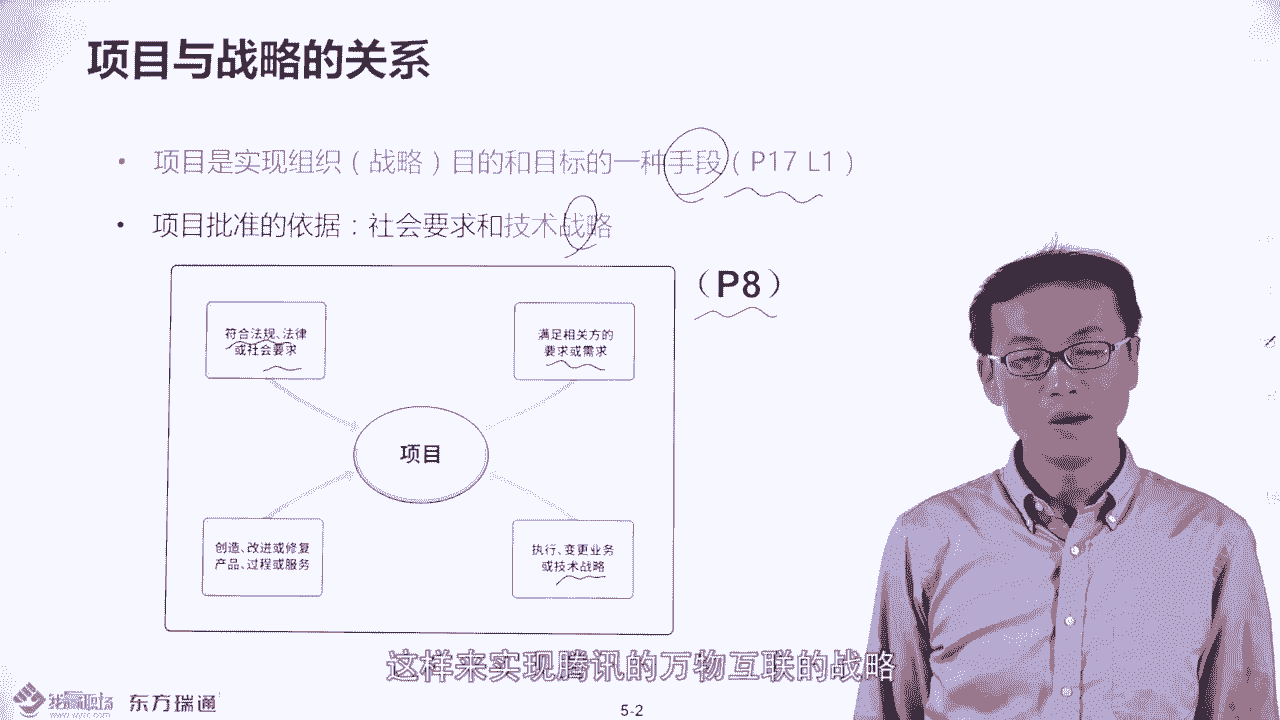 项目与战略的关系
• 项目是实现组织（战略）目的和目标的一种手段（P17 L1）
• 项目批准的依据：社会要求和技术战略
（P8）
符合法规、法律
或社会要求
满足相关方的
要求或需求
项目
创造、改进或修复
产品、过程或服务
执行、变更业务
或技术战略
这样来实现腾讯的万物互联的战略
东方瑞通
5-2